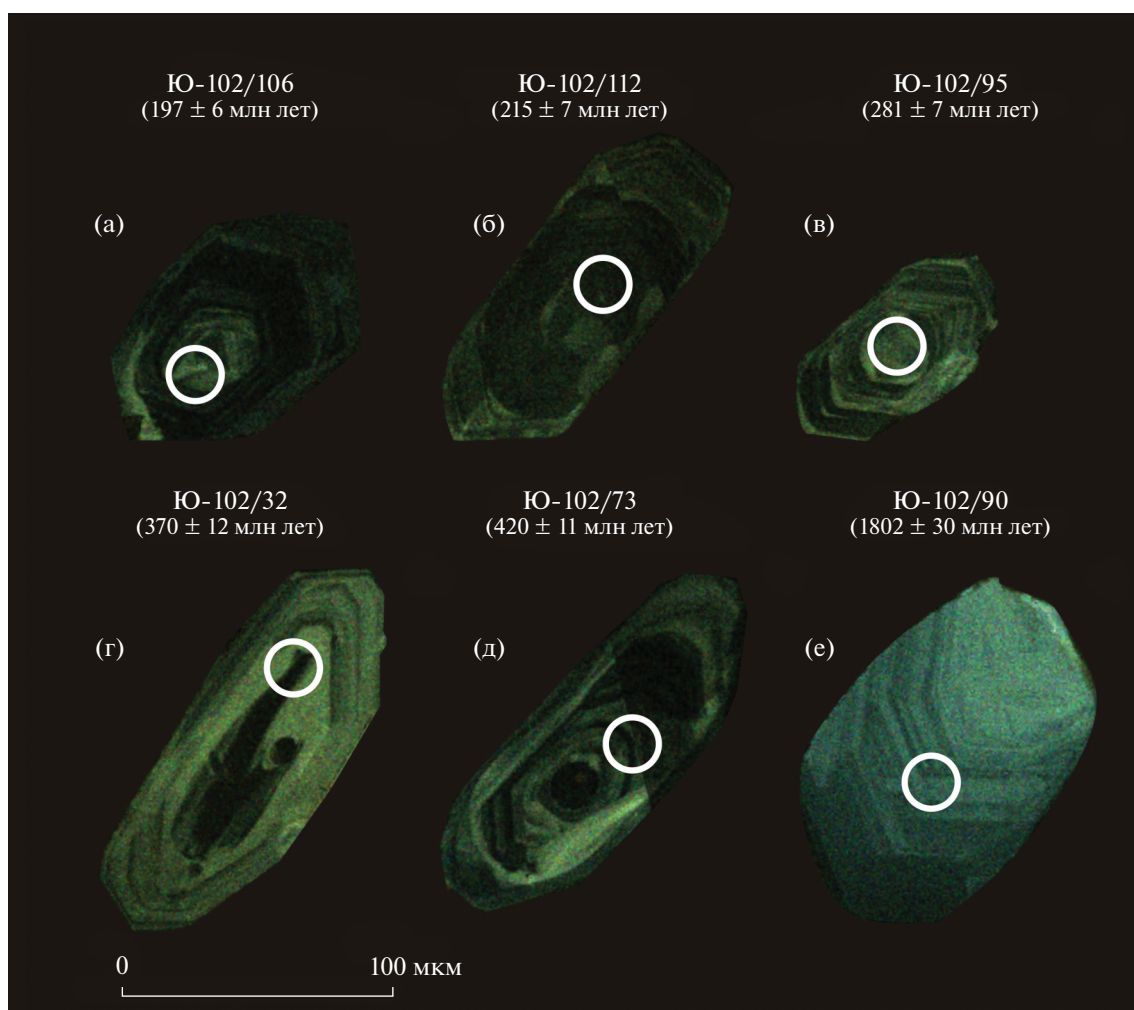 Ю-102/106
(197 ± 6 млн лет)
Ю-102/112
(215 ± 7 млн лет)
Ю-102/95
(281 ± 7 млн лет)
(а)
(б)
(в)
Ю-102/32
(370 ± 12 млн лет)
Ю-102/73
(420 ± 11 млн лет)
Ю-102/90
(1802 ± 30 млн лет)
(г)
(д)
(е)
0 100 мкм